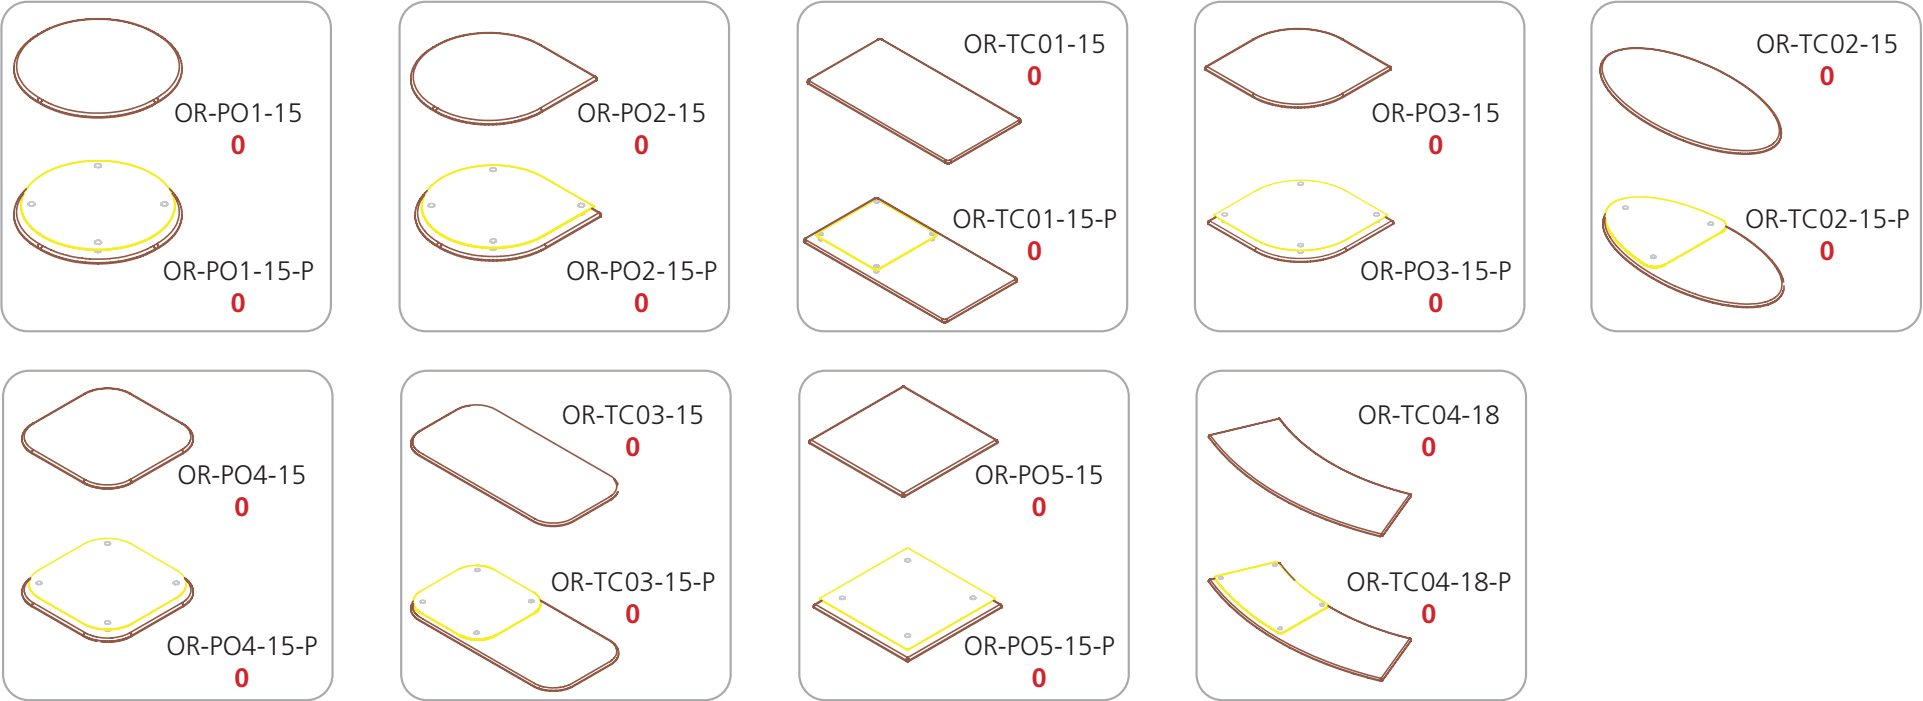 OR-PO1-15
0
OR-PO1-15-P
0
OR-PO2-15
0
OR-PO2-15-P
0
OR-TC01-15
0
OR-TC01-15-P
0
OR-PO3-15
0
OR-PO3-15-P
0
OR-TC02-15
0
OR-TC02-15-P
0
OR-PO4-15
0
OR-PO4-15-P
0
OR-TC03-15
0
OR-TC03-15-P
0
OR-PO5-15
0
OR-PO5-15-P
0
OR-TC04-18
0
OR-TC04-18-P
0